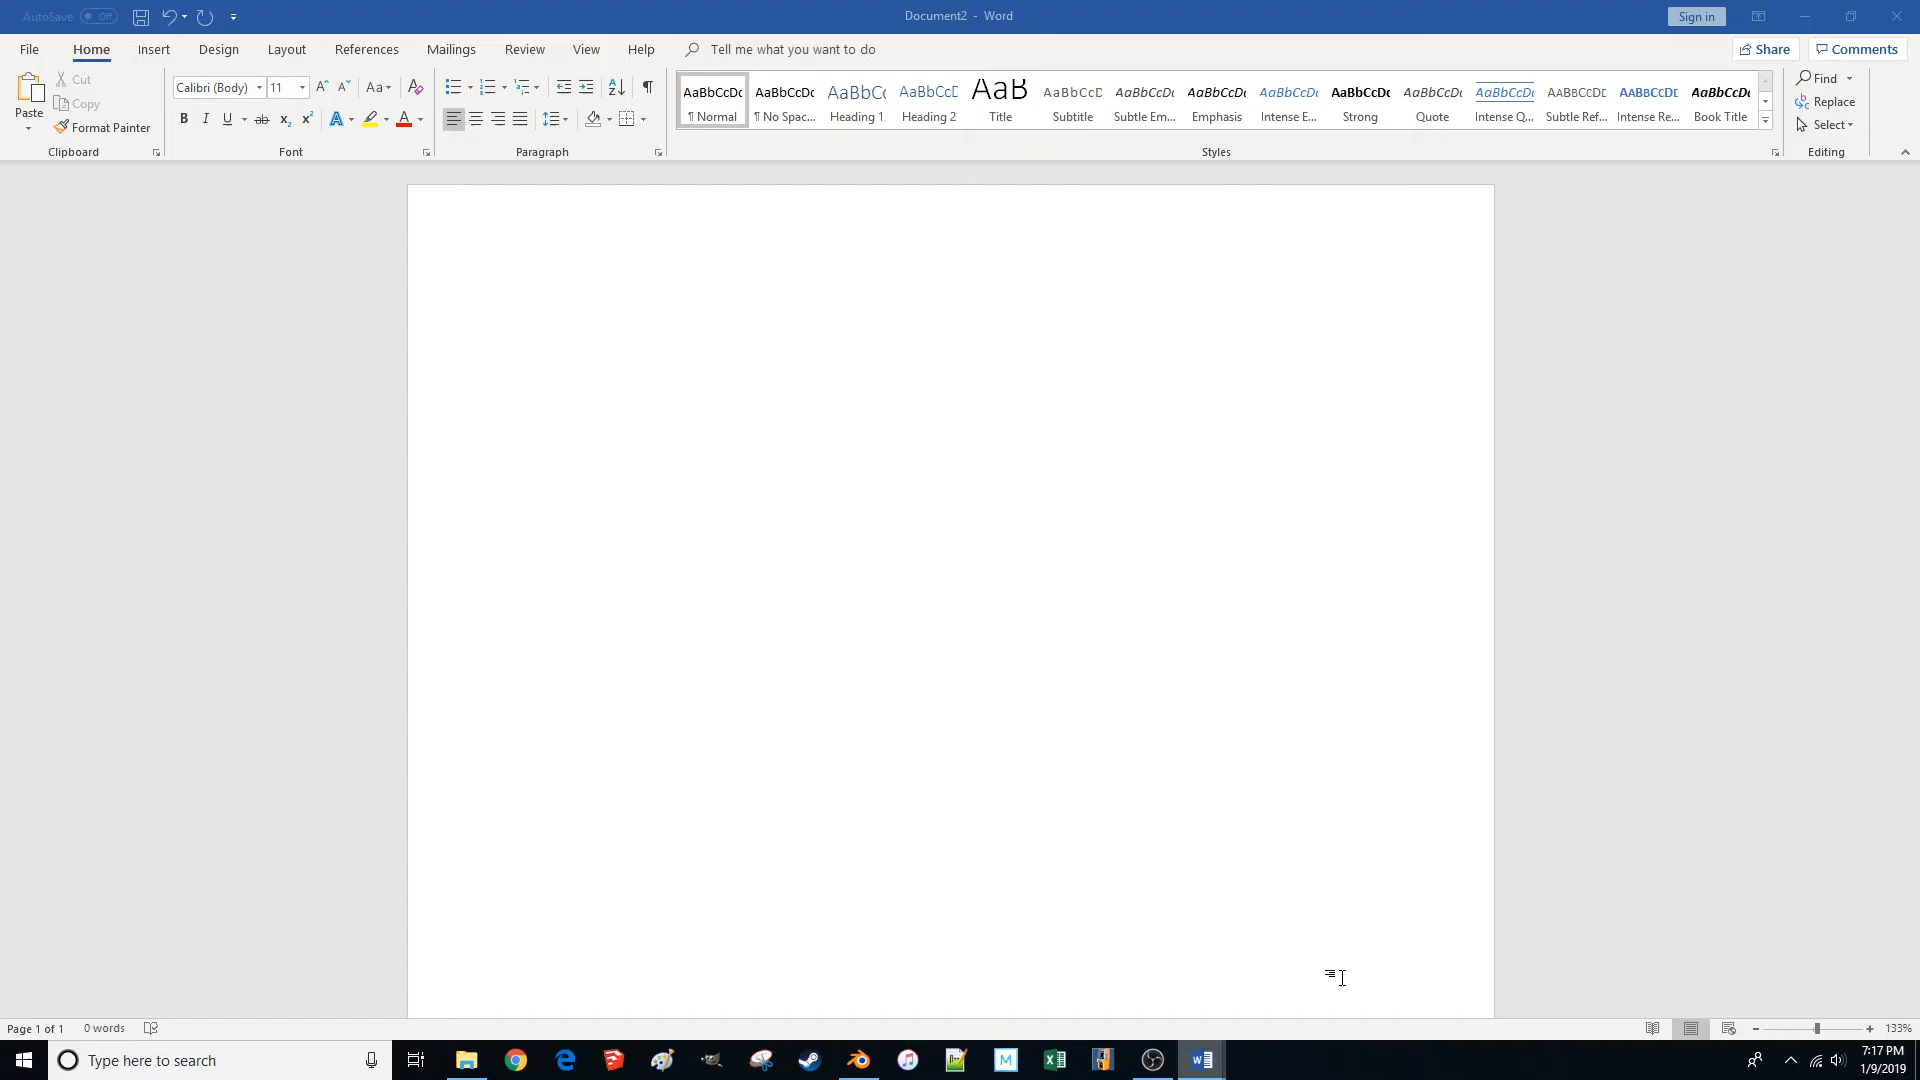 AutoSave Off Document2 - Word Sign in
File Home Insert Design Layout References Mailings Review View Help Tell me what you want to do Share Comments
Paste Cut Copy Format Painter
Clipboard
Calibri (Body) 11
Font
Paragraph
AaBbCcDc AaBbCcDc AaBbCc AaBbCcD AaB AaBbCcD AaBbCcDc AaBbCcDc AaBbCcDc AaBbCcDc AaBbCcDc AaBbCcDc AABBCCDD AABBCCDD AaBbCcDc
¶ Normal ¶ No Spac... Heading 1 Heading 2 Title Subtitle Subtle Em... Emphasis Intense E... Strong Quote Intense Q... Subtle Ref... Intense Re... Book Title
Styles
Find
Replace
Select
Editing
Page 1 of 1 0 words 133%
Type here to search
7:17 PM
1/9/2019